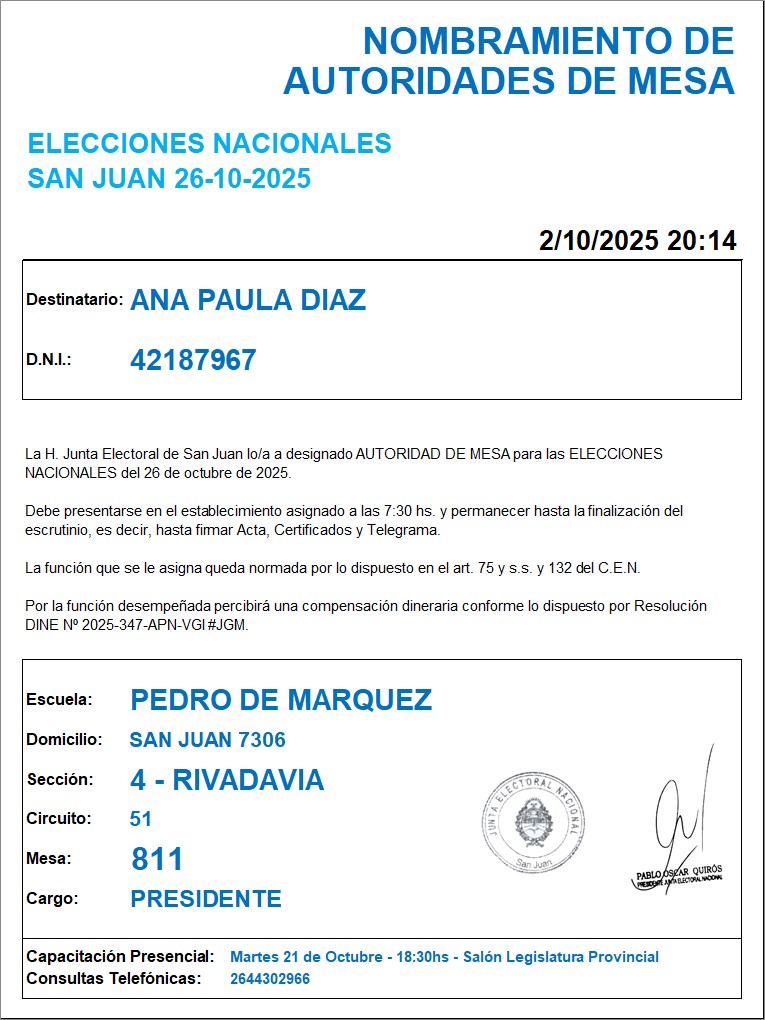 NOMBRAMIENTO DE
AUTORIDADES DE MESA
ELECCIONES NACIONALES
SAN JUAN 26-10-2025
2/10/2025 20:14
Destinatario: ANA PAULA DIAZ
D.N.I.: 42187967
La H. Junta Electoral de San Juan lo/a a designado AUTORIDAD DE MESA para las ELECCIONES
NACIONALES del 26 de octubre de 2025.
Debe presentarse en el establecimiento asignado a las 7:30 hs. y permanecer hasta la finalización del
escrutinio, es decir, hasta firmar Acta, Certificados y Telegrama.
La función que se le asigna queda normada por lo dispuesto en el art. 75 y s.s. y 132 del C.E.N.
Por la función desempeñada percibirá una compensación dineraria conforme lo dispuesto por Resolución
DINE Nº 2025-347-APN-VGI#JGM.
Escuela: PEDRO DE MARQUEZ
Domicilio: SAN JUAN 7306
Sección: 4 - RIVADAVIA
Circuito: 51
Mesa: 811
Cargo: PRESIDENTE
JUNTA ELECTORAL NACIONAL
San Juan
PABLO OSCAR QUIRÓS
PRESIDENTE JUNTA ELECTORAL NACIONAL
Capacitación Presencial: Martes 21 de Octubre - 18:30hs - Salón Legislatura Provincial
Consultas Telefónicas: 2644302966